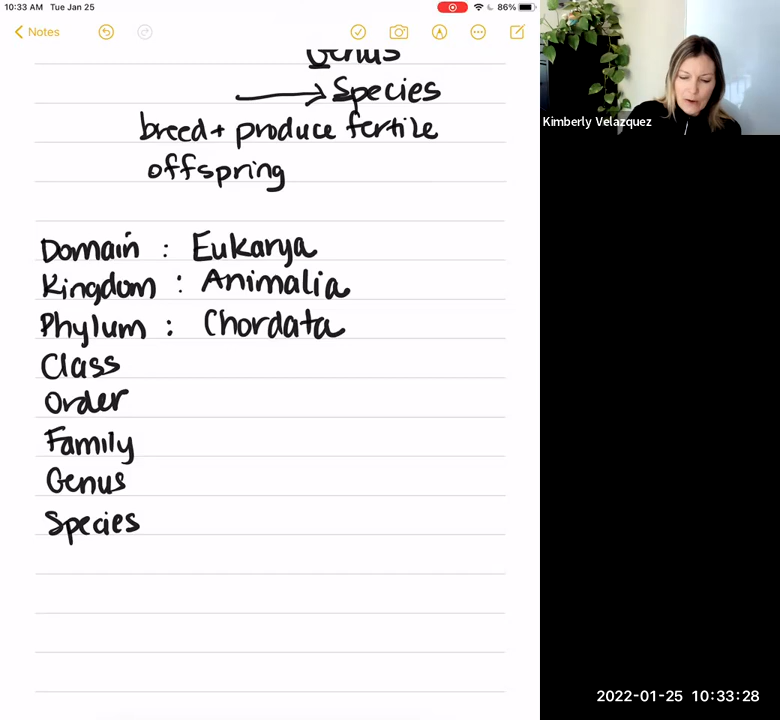 10:33 AM Tue Jan 25
86%
Notes
Genus
Species
breed + produce fertile
offspring
Domain : Eukarya
Kingdom : Animalia
Phylum : Chordata
Class
Order
Family
Genus
Species
Kimberly Velazquez
2022-01-25 10:33:28